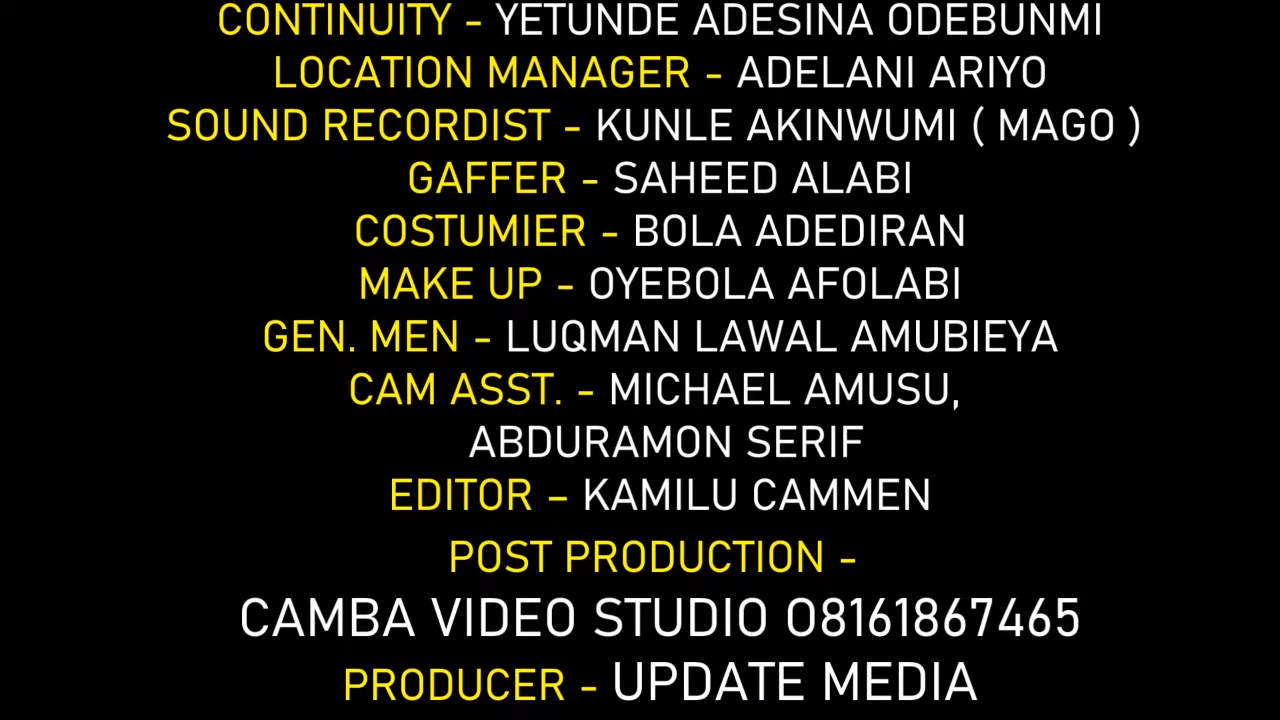 CONTINUITY - YETUNDE ADESINA ODEBUNMI
LOCATION MANAGER - ADELANI ARIYO
SOUND RECORDIST - KUNLE AKINWUMI ( MAGO )
GAFFER - SAHEED ALABI
COSTUMIER - BOLA ADEDIRAN
MAKE UP - OYEBOLA AFOLABI
GEN. MEN - LUQMAN LAWAL AMUBIEYA
CAM ASST. - MICHAEL AMUSU,
ABDURAMON SERIF
EDITOR – KAMILU CAMMEN
POST PRODUCTION -
CAMBA VIDEO STUDIO 08161867465
PRODUCER - UPDATE MEDIA